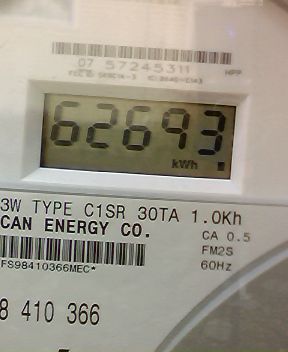 07 57245311 NPP
62693
kWh
3W TYPE C1SR 30TA 1.0Kh
CAN ENERGY CO.
CA 0.5
FM2S
60Hz
FS98410366MEC*
8 410 366